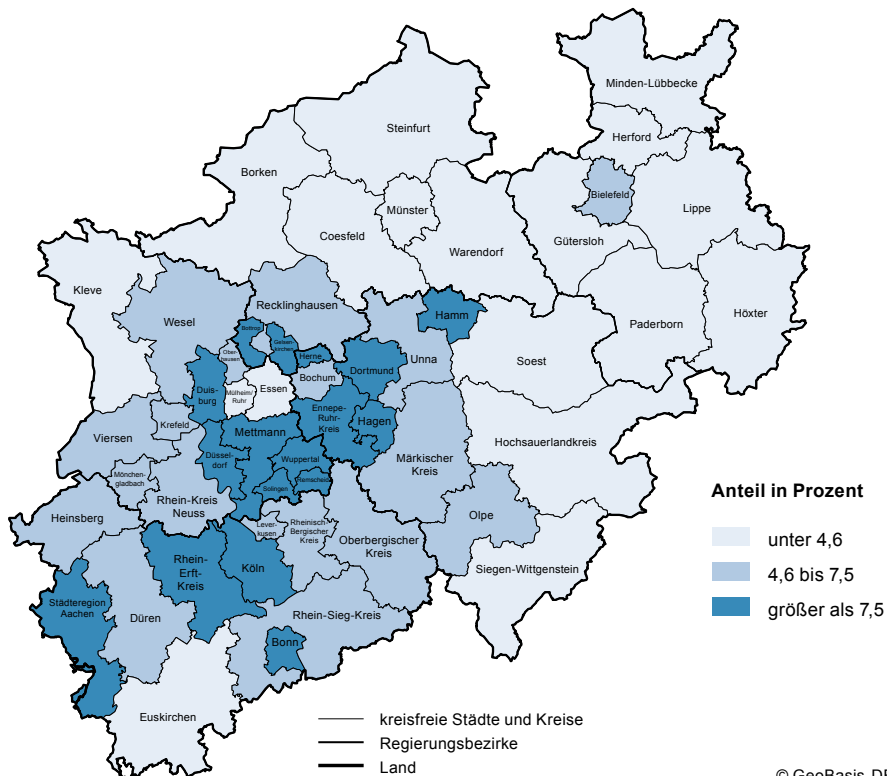 Minden-Lübbecke
Steinfurt
Herford
Borken
Bielefeld
Münster
Lippe
Coesfeld
Gütersloh
Warendorf
Kleve
Recklinghausen
Hamm
Höxter
Wesel
Paderborn
Bottrop
Gelsen-
kirchen
Ober-
hausen
Herne
Unna
Soest
Dortmund
Bochum
Essen
Duis-
burg
Mülheim/
Ruhr
Ennepe-
Ruhr-
Kreis
Hagen
Hochsauerlandkreis
Krefeld
Mettmann
Viersen
Düssel-
dorf
Wuppertal
Märkischer
Kreis
Mönchen-
gladbach
Solingen
Remscheid
Rhein-Kreis
Neuss
Olpe
Heinsberg
Lever-
kusen
Rheinisch
Bergischer
Kreis
Oberbergischer
Kreis
Rhein-
Erft-
Kreis
Köln
Siegen-Wittgenstein
Städteregion
Aachen
Düren
Rhein-Sieg-Kreis
Bonn
Euskirchen
Anteil in Prozent
unter 4,6
4,6 bis 7,5
größer als 7,5
kreisfreie Städte und Kreise
Regierungsbezirke
Land
© GeoBasis-DE